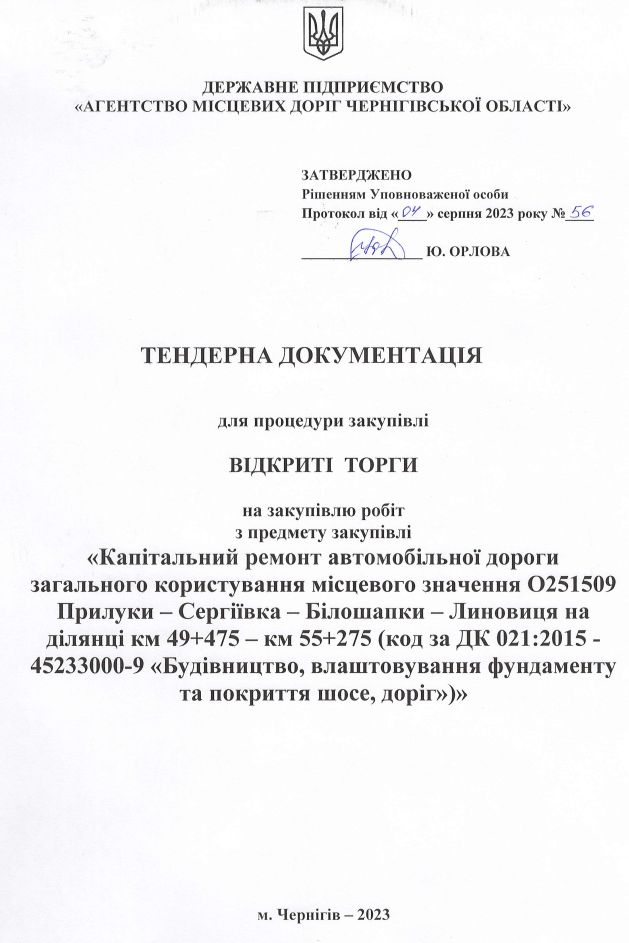 ДЕРЖАВНЕ ПІДПРИЄМСТВО
«АГЕНТСТВО МІСЦЕВИХ ДОРІГ ЧЕРНІГІВСЬКОЇ ОБЛАСТІ»
ЗАТВЕРДЖЕНО
Рішенням Уповноваженої особи
Протокол від «04» серпня 2023 року № 56
Ю. ОРЛОВА
ТЕНДЕРНА ДОКУМЕНТАЦІЯ
для процедури закупівлі
ВІДКРИТІ ТОРГИ
на закупівлю робіт
з предмету закупівлі
«Капітальний ремонт автомобільної дороги
загального користування місцевого значення О251509
Прилуки – Сергіївка – Білошапки – Линовиця на
ділянці км 49+475 – км 55+275 (код за ДК 021:2015 -
45233000-9 «Будівництво, влаштовування фундаменту
та покриття шосе, доріг»)»
м. Чернігів – 2023